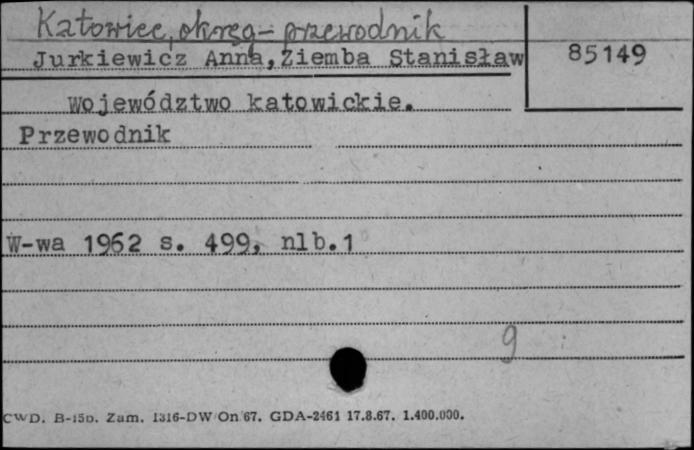 Katowice, okręg - przewodnik
Jurkiewicz Anna, Ziemba Stanisław
85149
Województwo katowickie.
Przewodnik
W-wa 1962 s. 499, nlb.1
9
CWD. B-15b. Zam. 1316-DW On 67. GDA-2461 17.8.67. 1.400.000.